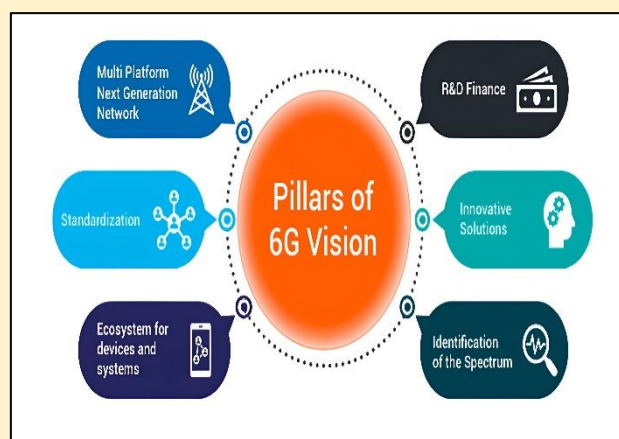 Multi Platform
Next Generation
Network
Standardization
Ecosystem for
devices and
systems
Pillars of
6G Vision
R&D Finance
Innovative
Solutions
Identification
of the Spectrum